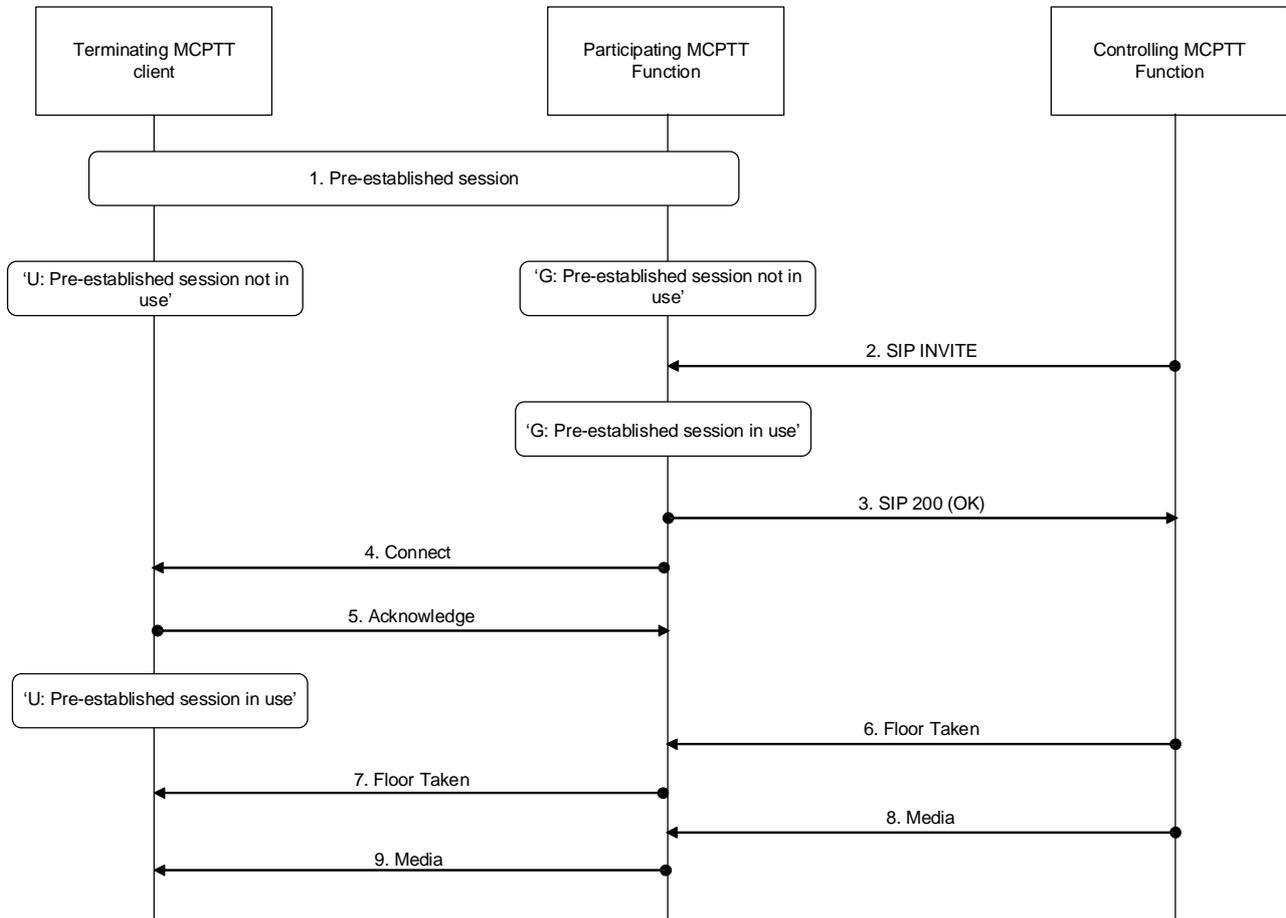 Terminating MCPTT
client
Participating MCPTT
Function
Controlling MCPTT
Function
1. Pre-established session
‘U: Pre-established session not in
use’
‘G: Pre-established session not in
use’
2. SIP INVITE
‘G: Pre-established session in use’
3. SIP 200 (OK)
4. Connect
5. Acknowledge
‘U: Pre-established session in use’
6. Floor Taken
7. Floor Taken
8. Media
9. Media